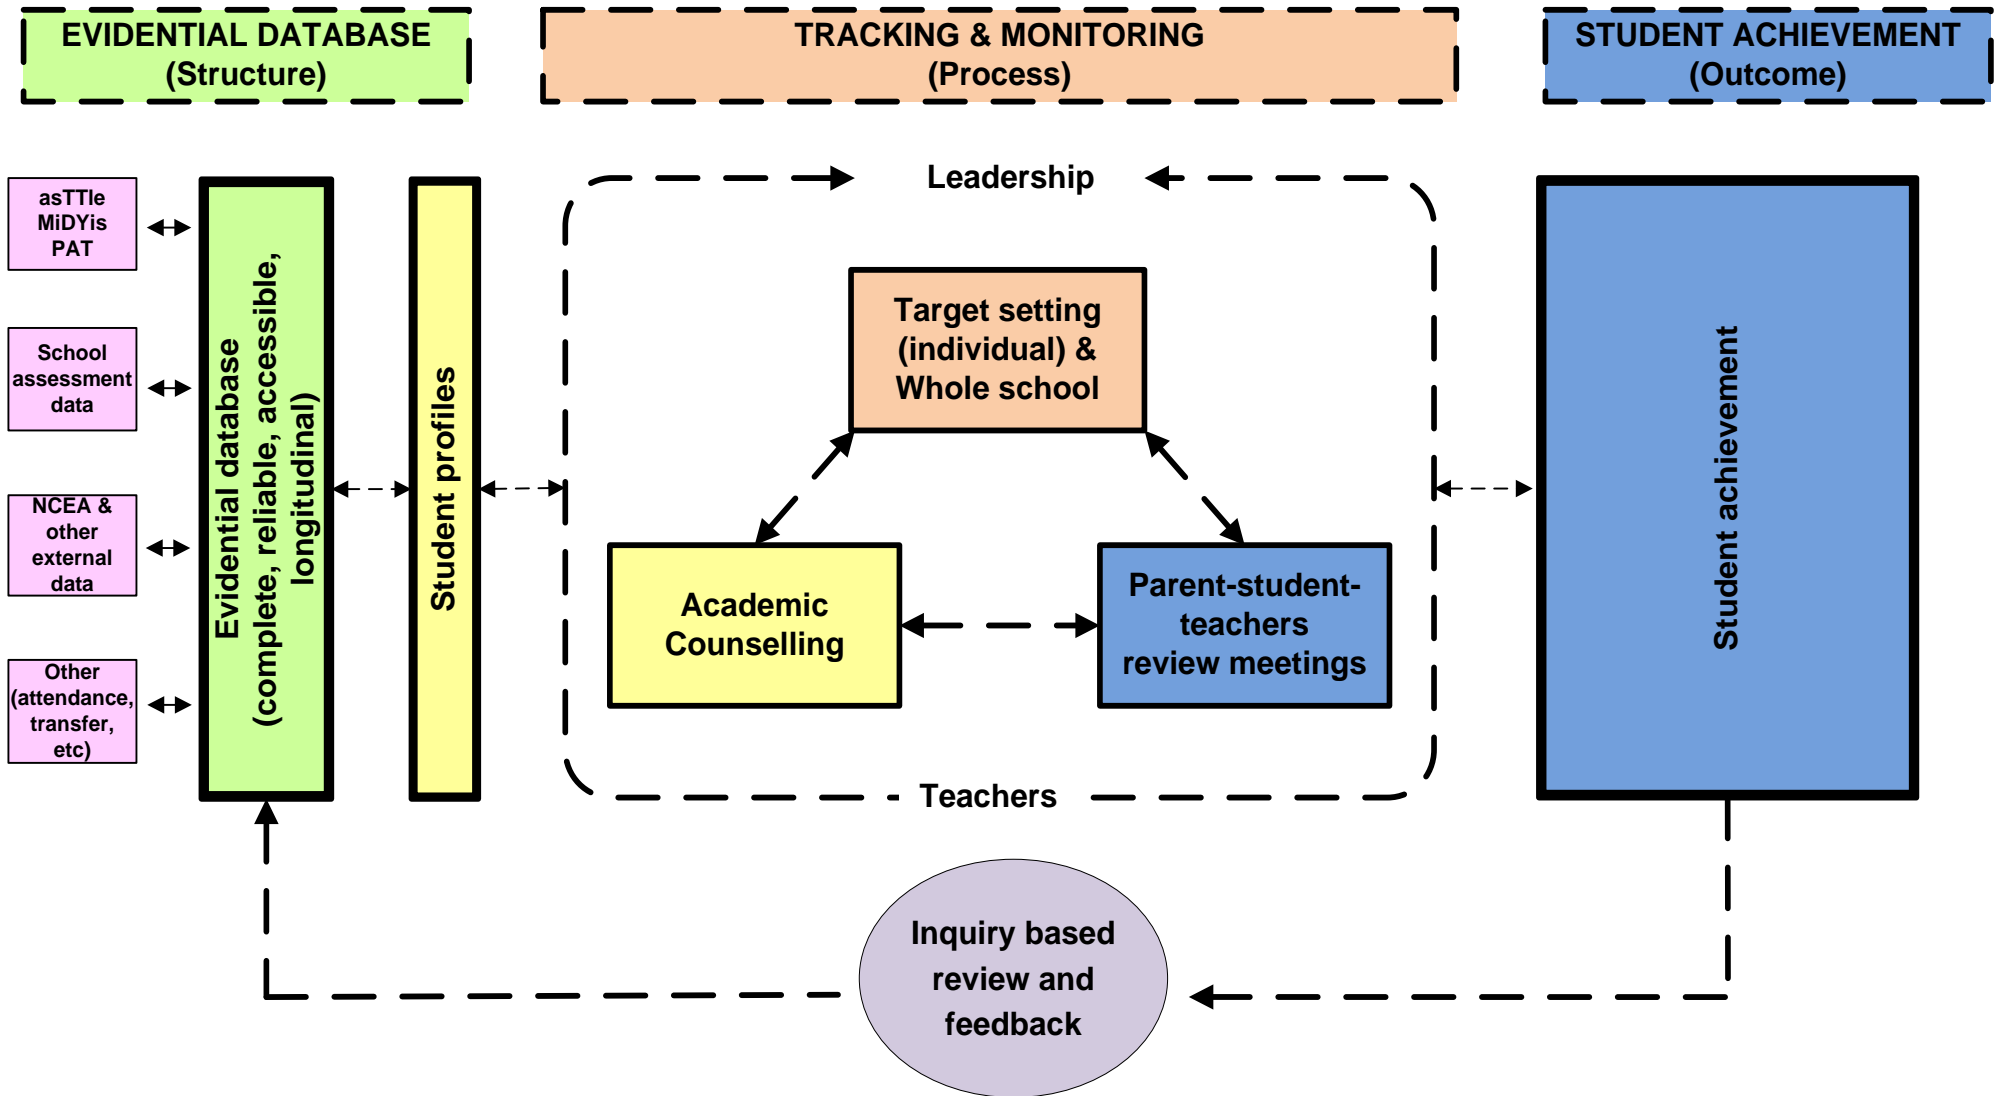 EVIDENTIAL DATABASE
(Structure)
TRACKING & MONITORING
(Process)
STUDENT ACHIEVEMENT
(Outcome)
asTTle
MiDYis
PAT
School
assessment
data
NCEA &
other
external
data
Other
(attendance,
transfer,
etc)
Evidential database
(complete, reliable, accessible,
longitudinal)
Student profiles
Leadership
Target setting
(individual) &
Whole school
Academic
Counselling
Parent-student-
teachers
review meetings
Teachers
Student achievement
Inquiry based
review and
feedback